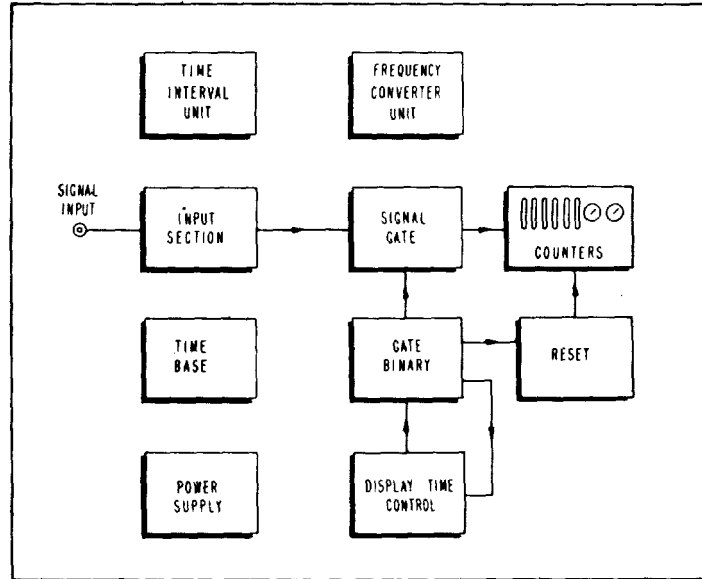 TIME
INTERVAL
UNIT
FREQUENCY
CONVERTER
UNIT
SIGNAL
INPUT
INPUT
SECTION
SIGNAL
GATE
COUNTERS
TIME
BASE
GATE
BINARY
RESET
POWER
SUPPLY
DISPLAY TIME
CONTROL